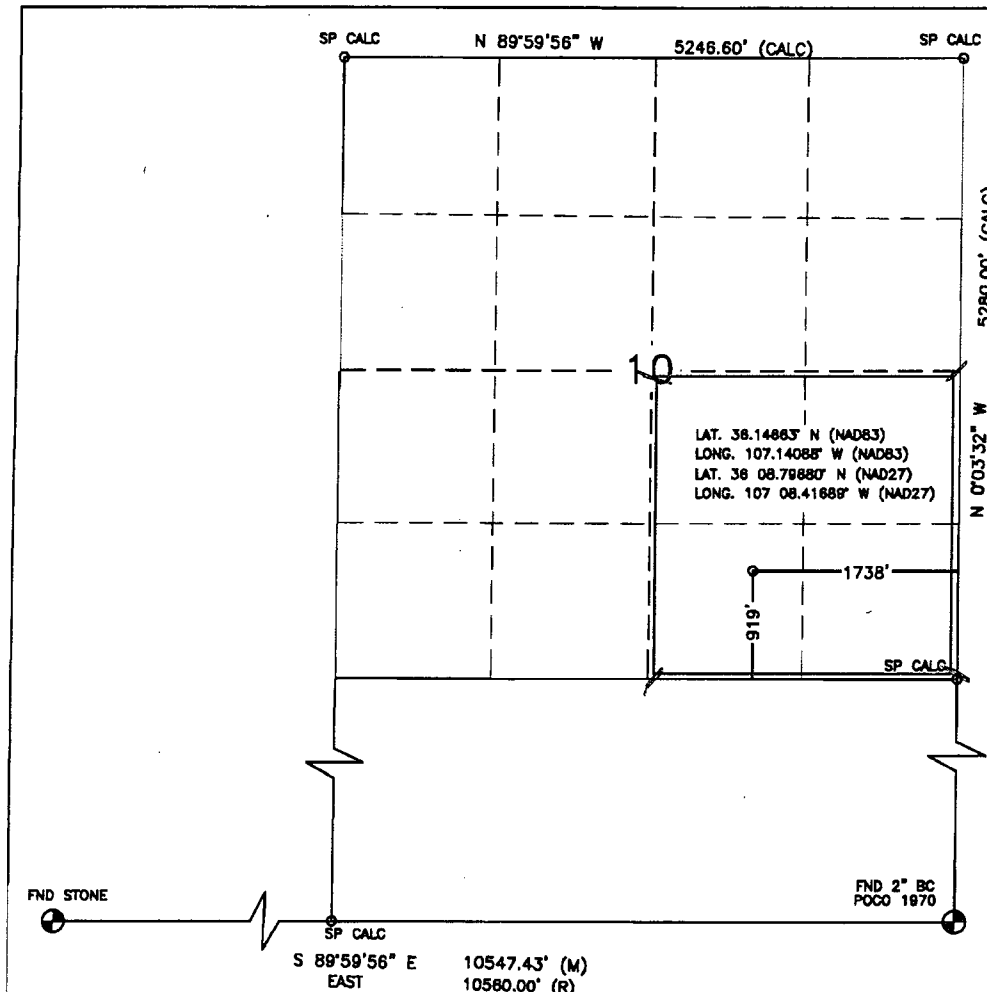 SP CALC N 89°59'56" W 5246.60' (CALC) SP CALC
5280.00' (CALC)
N 0°03'32" W
10
LAT. 36.14663° N (NAD83)
LONG. 107.14088° W (NAD83)
LAT. 36 08.79680' N (NAD27)
LONG. 107 08.41689' W (NAD27)
1738'
919'
SP CALC
FND STONE
FND 2" BC
POCO 1970
SP CALC
S 89°59'56" E 10547.43' (M)
EAST 10560.00' (R)